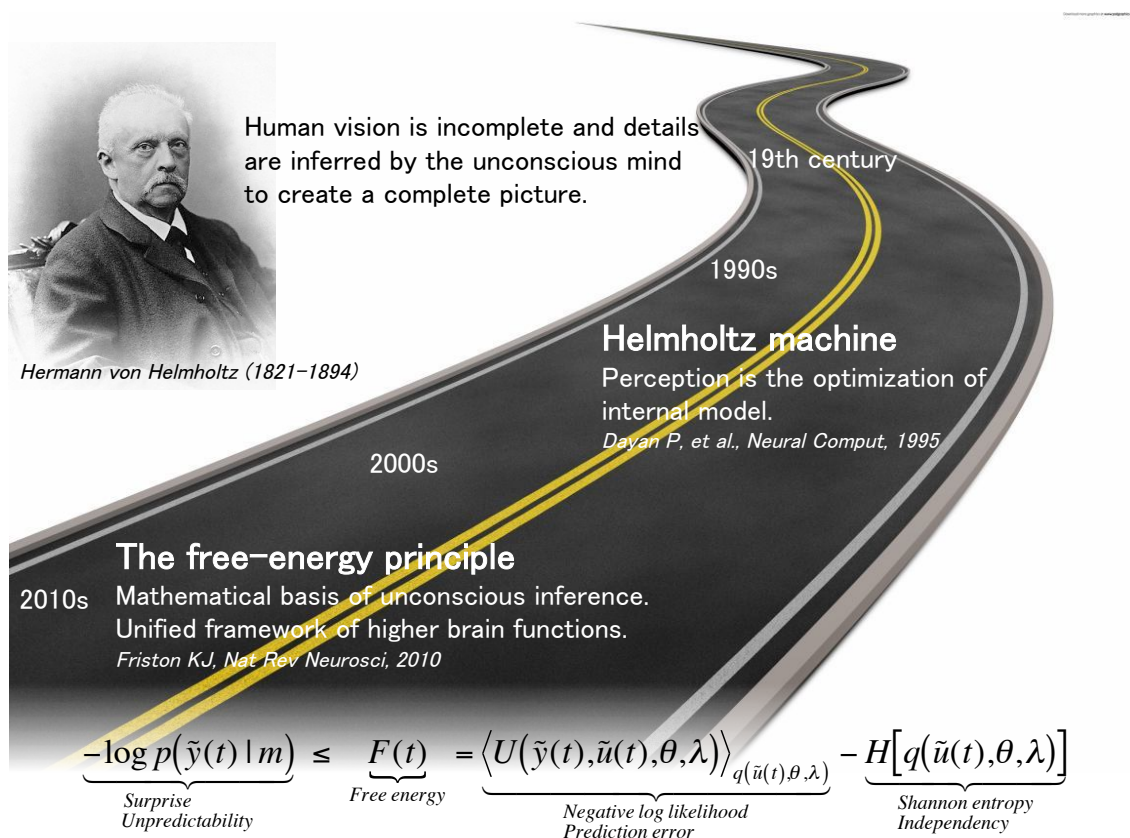 Human vision is incomplete and details
are inferred by the unconscious mind
to create a complete picture.
Hermann von Helmholtz (1821-1894)
19th century
1990s
Helmholtz machine
Perception is the optimization of
internal model.
Dayan P, et al., Neural Comput, 1995
2000s
The free-energy principle
2010s
Mathematical basis of unconscious inference.
Unified framework of higher brain functions.
Friston KJ, Nat Rev Neurosci, 2010
−log p(ỹ(t) | m) ≤ F(t) = ⟨U(ỹ(t),ũ(t),θ,λ)⟩q(ũ(t),θ,λ) − H[q(ũ(t),θ,λ)]
Surprise
Unpredictability
Free energy
Negative log likelihood
Prediction error
Shannon entropy
Independency